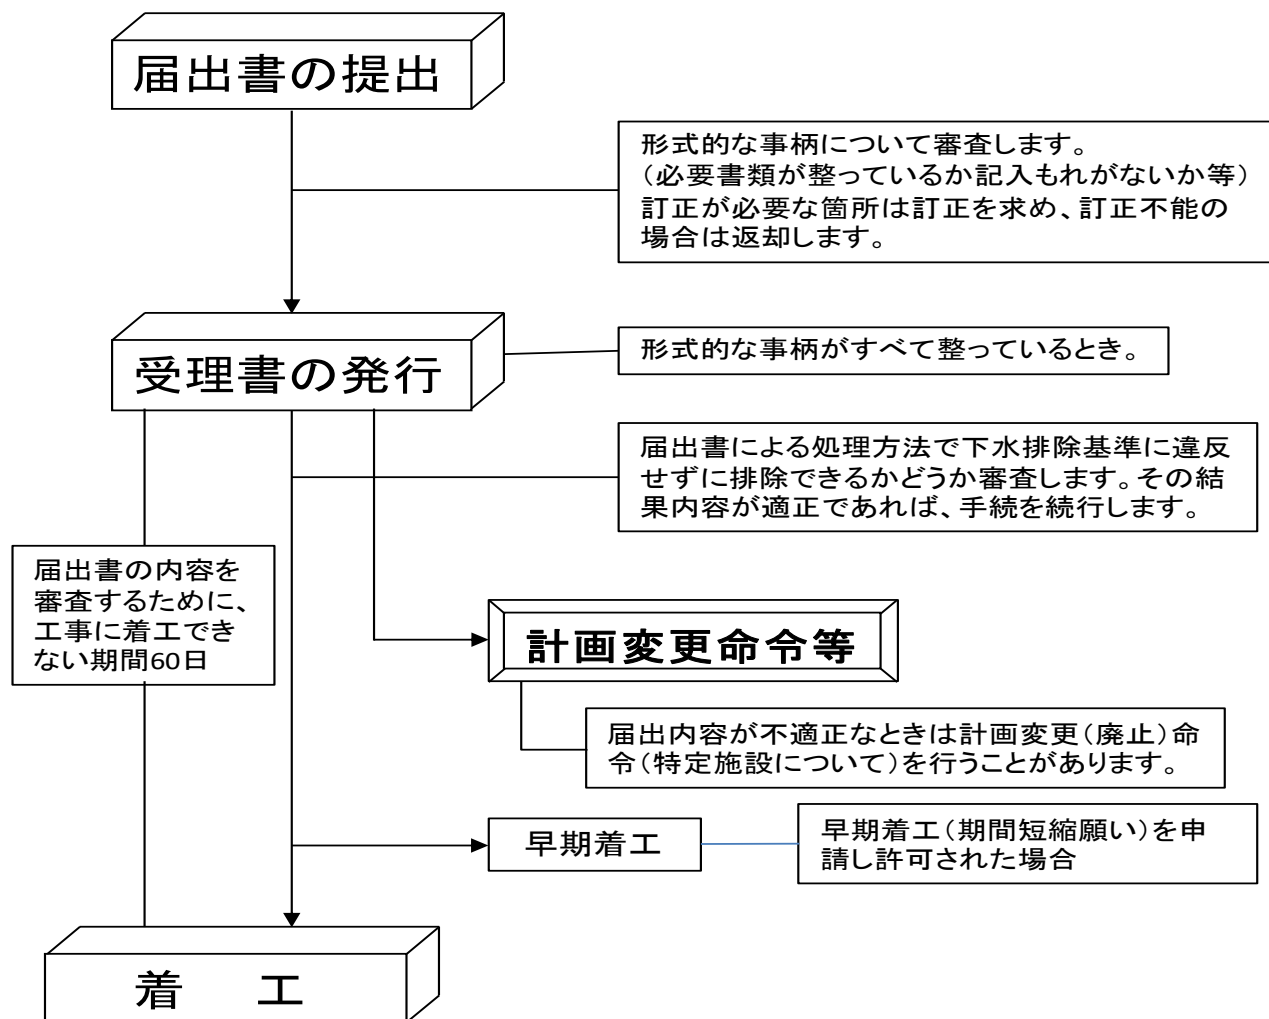 届出書の提出
形式的な事柄について審査します。
（必要書類が整っているか記入もれがないか等）
訂正が必要な箇所は訂正を求め、訂正不能の
場合は返却します。
受理書の発行
形式的な事柄がすべて整っているとき。
届出書による処理方法で下水排除基準に違反
せずに排除できるかどうか審査します。その結
果内容が適正であれば、手続を続行します。
届出書の内容を
審査するために、
工事に着工でき
ない期間60日
計画変更命令等
届出内容が不適正なときは計画変更（廃止）命
令（特定施設について）を行うことがあります。
早期着工
早期着工（期間短縮願い）を申
請し許可された場合
着　工